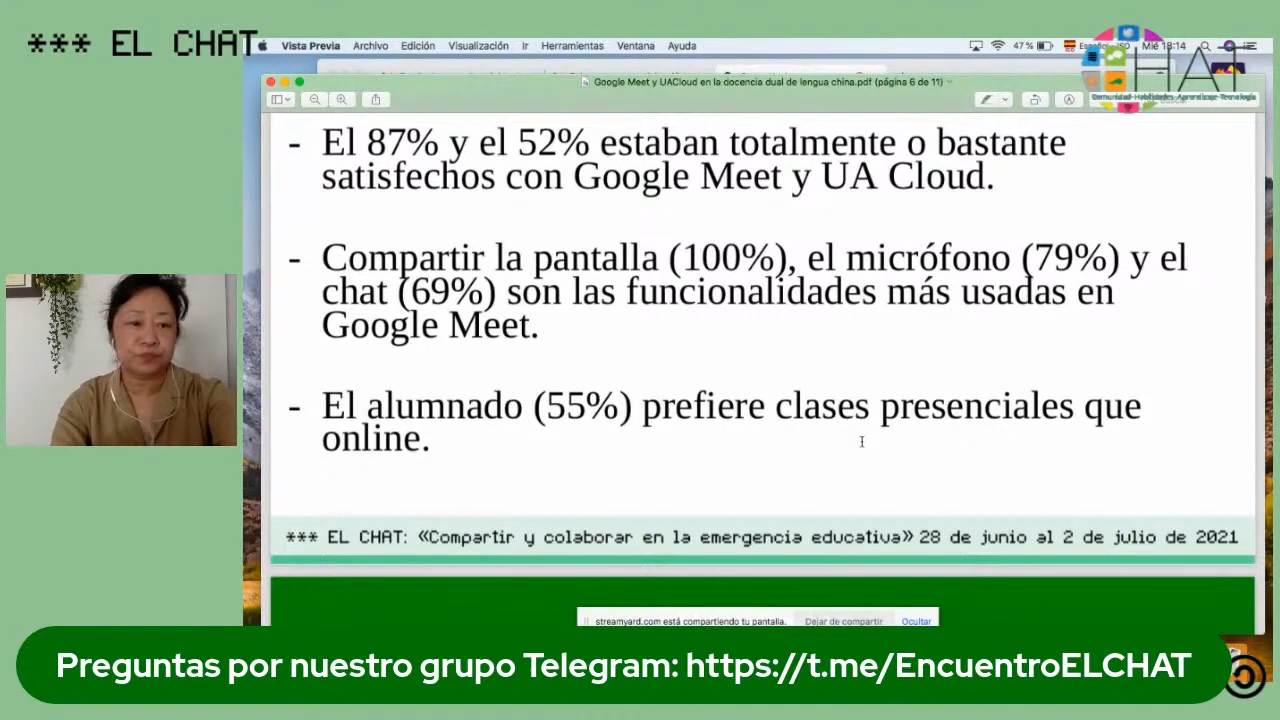 *** EL CHAT
Vista Previa Archivo Edición Visualización Ir Herramientas Ventana Ayuda 47%
Google Meet y UACloud en la docencia dual de lengua china.pdf (página 6 de 11)
CHAT
Comunidad-Habilidades-Aprendizaje-Tecnología
- El 87% y el 52% estaban totalmente o bastante
satisfechos con Google Meet y UA Cloud.
- Compartir la pantalla (100%), el micrófono (79%) y el
chat (69%) son las funcionalidades más usadas en
Google Meet.
- El alumnado (55%) prefiere clases presenciales que
online.
*** EL CHAT: «Compartir y colaborar en la emergencia educativa» 28 de junio al 2 de julio de 2021
streamyard.com está compartiendo tu pantalla. Dejar de compartir Ocultar
Preguntas por nuestro grupo Telegram: https://t.me/EncuentroELCHAT